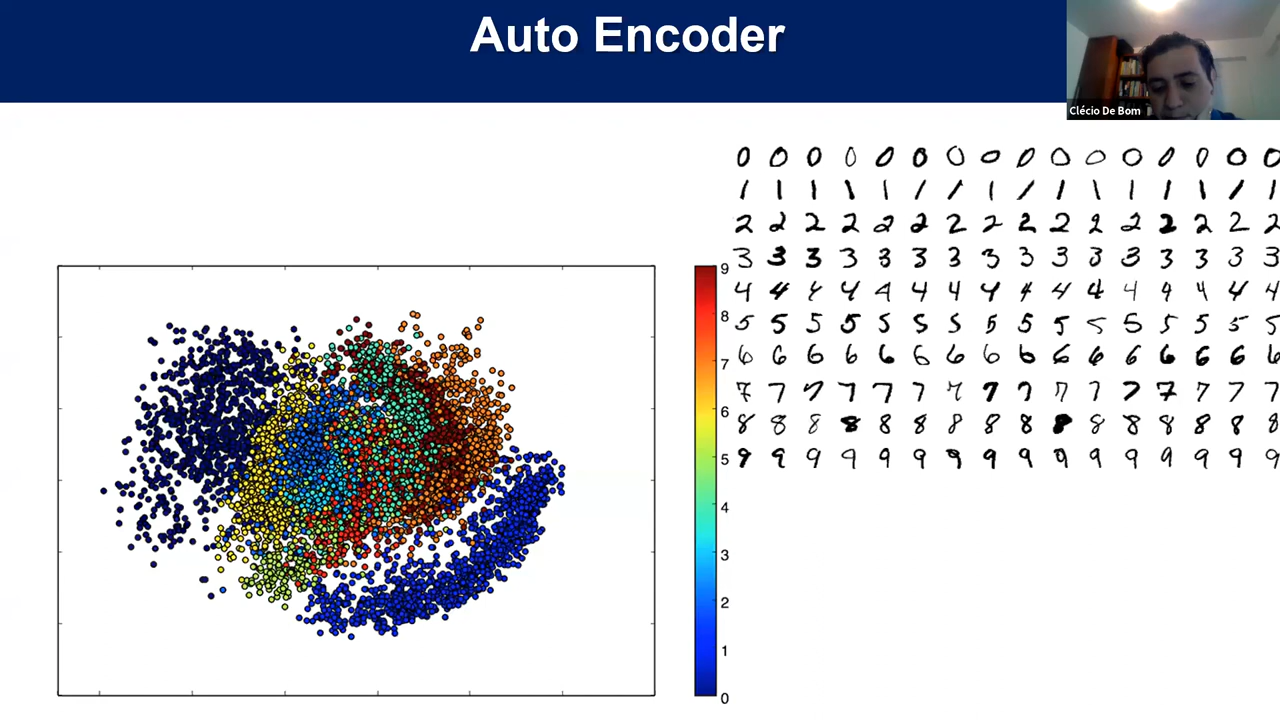 Auto Encoder
Clécio De Bom
0 0 0 0 0 0 0 0 0 0 0 0 0 0 0 0
1 1 1 1 1 1 1 1 1 1 1 1 1 1 1 1
2 2 2 2 2 2 2 2 2 2 2 2 2 2 2 2
3 3 3 3 3 3 3 3 3 3 3 3 3 3 3 3
4 4 4 4 4 4 4 4 4 4 4 4 4 4 4 4
5 5 5 5 5 5 5 5 5 5 5 5 5 5 5 5
6 6 6 6 6 6 6 6 6 6 6 6 6 6 6 6
7 7 7 7 7 7 7 7 7 7 7 7 7 7 7 7
8 8 8 8 8 8 8 8 8 8 8 8 8 8 8 8
9 9 9 9 9 9 9 9 9 9 9 9 9 9 9 9
9
8
7
6
5
4
3
2
1
0